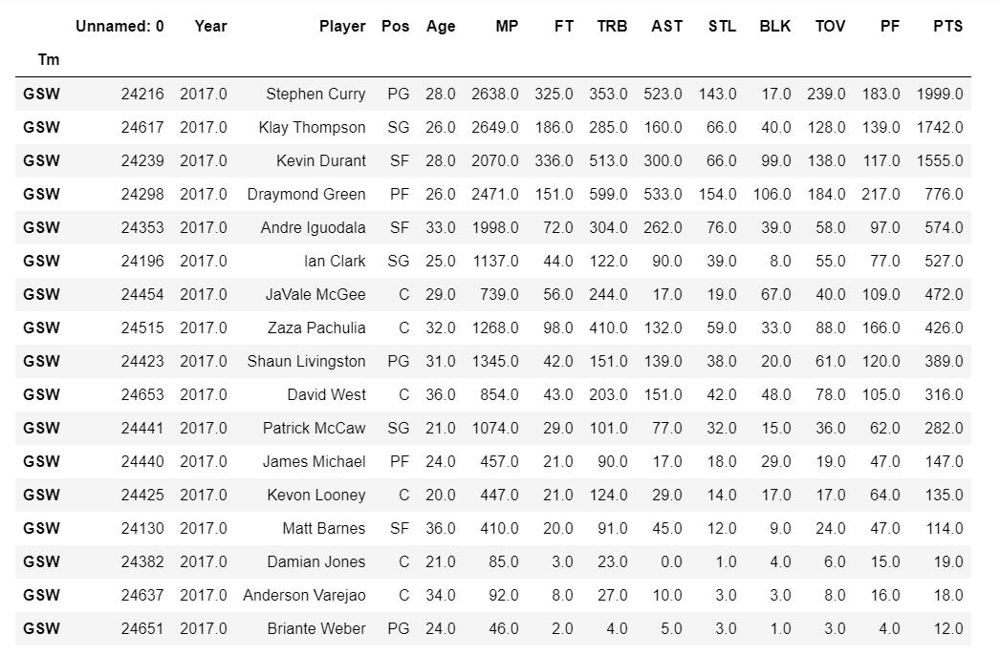 Unnamed: 0 Year Player Pos Age MP FT TRB AST STL BLK TOV PF PTS
Tm
GSW 24216 2017.0 Stephen Curry PG 28.0 2638.0 325.0 353.0 523.0 143.0 17.0 239.0 183.0 1999.0
GSW 24617 2017.0 Klay Thompson SG 26.0 2649.0 186.0 285.0 160.0 66.0 40.0 128.0 139.0 1742.0
GSW 24239 2017.0 Kevin Durant SF 28.0 2070.0 336.0 513.0 300.0 66.0 99.0 138.0 117.0 1555.0
GSW 24298 2017.0 Draymond Green PF 26.0 2471.0 151.0 599.0 533.0 154.0 106.0 184.0 217.0 776.0
GSW 24353 2017.0 Andre Iguodala SF 33.0 1998.0 72.0 304.0 262.0 76.0 39.0 58.0 97.0 574.0
GSW 24196 2017.0 Ian Clark SG 25.0 1137.0 44.0 122.0 90.0 39.0 8.0 55.0 77.0 527.0
GSW 24454 2017.0 JaVale McGee C 29.0 739.0 56.0 244.0 17.0 19.0 67.0 40.0 109.0 472.0
GSW 24515 2017.0 Zaza Pachulia C 32.0 1268.0 98.0 410.0 132.0 59.0 33.0 88.0 166.0 426.0
GSW 24423 2017.0 Shaun Livingston PG 31.0 1345.0 42.0 151.0 139.0 38.0 20.0 61.0 120.0 389.0
GSW 24653 2017.0 David West C 36.0 854.0 43.0 203.0 151.0 42.0 48.0 78.0 105.0 316.0
GSW 24441 2017.0 Patrick McCaw SG 21.0 1074.0 29.0 101.0 77.0 32.0 15.0 36.0 62.0 282.0
GSW 24440 2017.0 James Michael PF 24.0 457.0 21.0 90.0 17.0 18.0 29.0 19.0 47.0 147.0
GSW 24425 2017.0 Kevon Looney C 20.0 447.0 21.0 124.0 29.0 14.0 17.0 17.0 64.0 135.0
GSW 24130 2017.0 Matt Barnes SF 36.0 410.0 20.0 91.0 45.0 12.0 9.0 24.0 47.0 114.0
GSW 24382 2017.0 Damian Jones C 21.0 85.0 3.0 23.0 0.0 1.0 4.0 6.0 15.0 19.0
GSW 24637 2017.0 Anderson Varejao C 34.0 92.0 8.0 27.0 10.0 3.0 3.0 8.0 16.0 18.0
GSW 24651 2017.0 Briante Weber PG 24.0 46.0 2.0 4.0 5.0 3.0 1.0 3.0 4.0 12.0